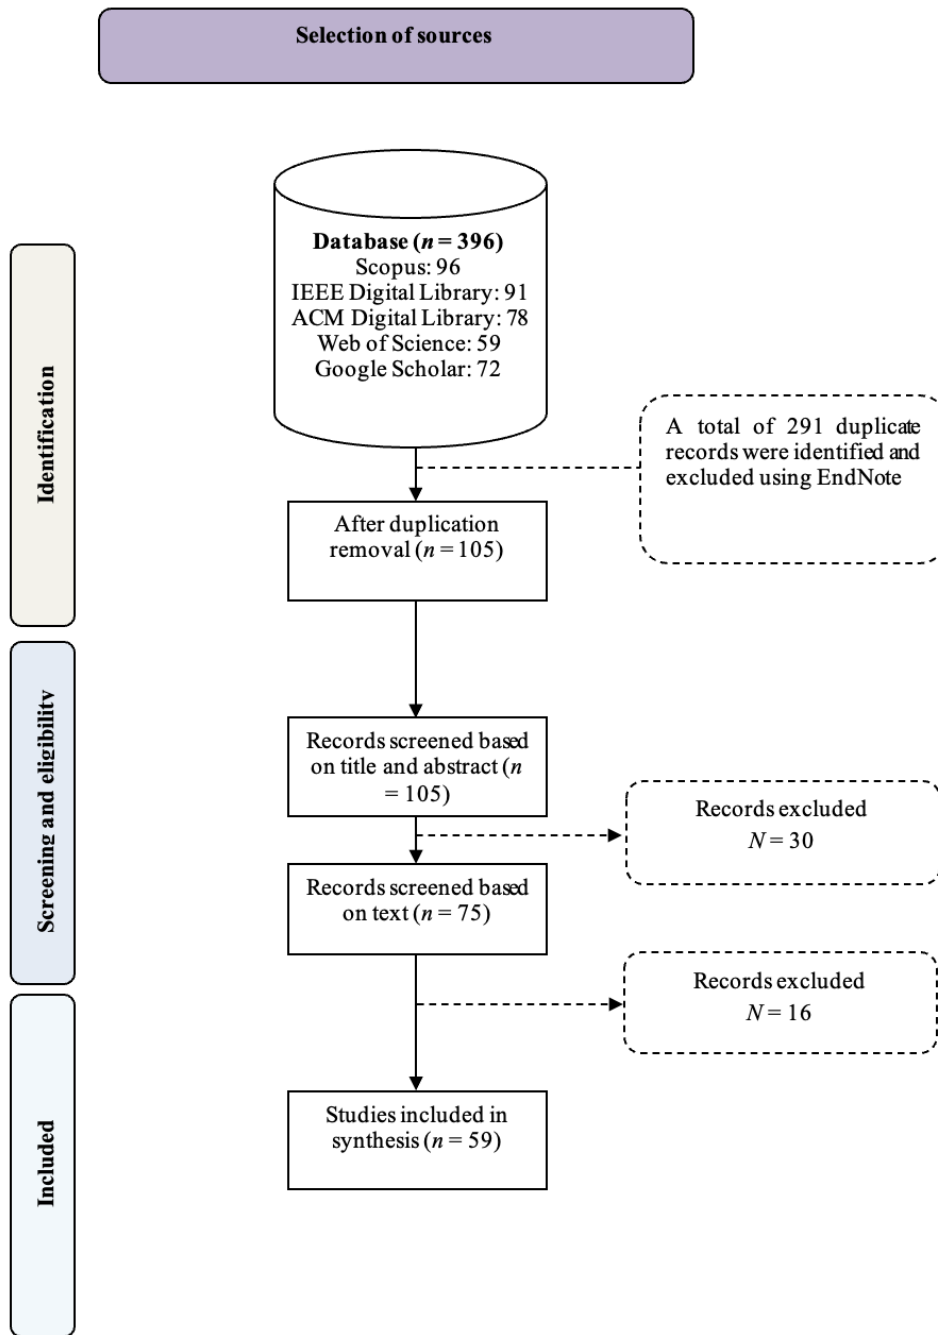 Selection of sources
Database (n = 396)
Scopus: 96
IEEE Digital Library: 91
ACM Digital Library: 78
Web of Science: 59
Google Scholar: 72
Identification
A total of 291 duplicate
records were identified and
excluded using EndNote
After duplication
removal (n = 105)
Screening and eligibility
Records screened based
on title and abstract (n
= 105)
Records excluded
N = 30
Records screened based
on text (n = 75)
Records excluded
N = 16
Included
Studies included in
synthesis (n = 59)